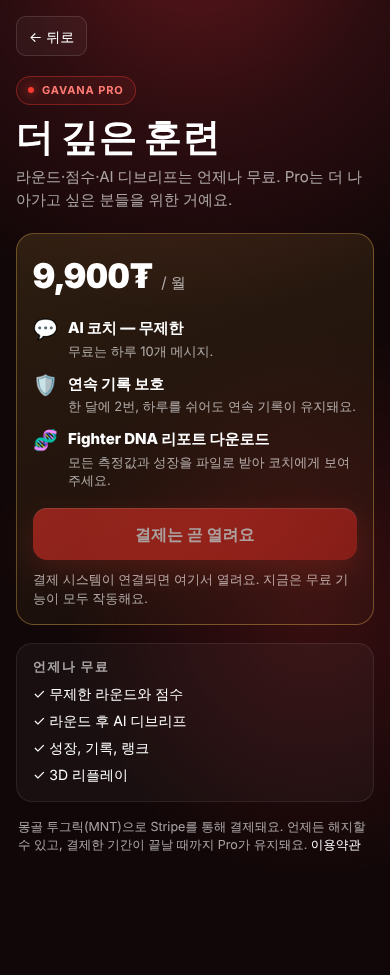 ← 뒤로
GAVANA PRO
더 깊은 훈련
라운드·점수·AI 디브리프는 언제나 무료. Pro는 더 나
아가고 싶은 분들을 위한 거예요.
9,900₮ / 월
AI 코치 — 무제한
무료는 하루 10개 메시지.
연속 기록 보호
한 달에 2번, 하루를 쉬어도 연속 기록이 유지돼요.
Fighter DNA 리포트 다운로드
모든 측정값과 성장을 파일로 받아 코치에게 보여
주세요.
결제는 곧 열려요
결제 시스템이 연결되면 여기서 열려요. 지금은 무료 기
능이 모두 작동해요.
언제나 무료
✓ 무제한 라운드와 점수
✓ 라운드 후 AI 디브리프
✓ 성장, 기록, 랭크
✓ 3D 리플레이
몽골 투그릭(MNT)으로 Stripe를 통해 결제돼요. 언제든 해지할
수 있고, 결제한 기간이 끝날 때까지 Pro가 유지돼요. 이용약관